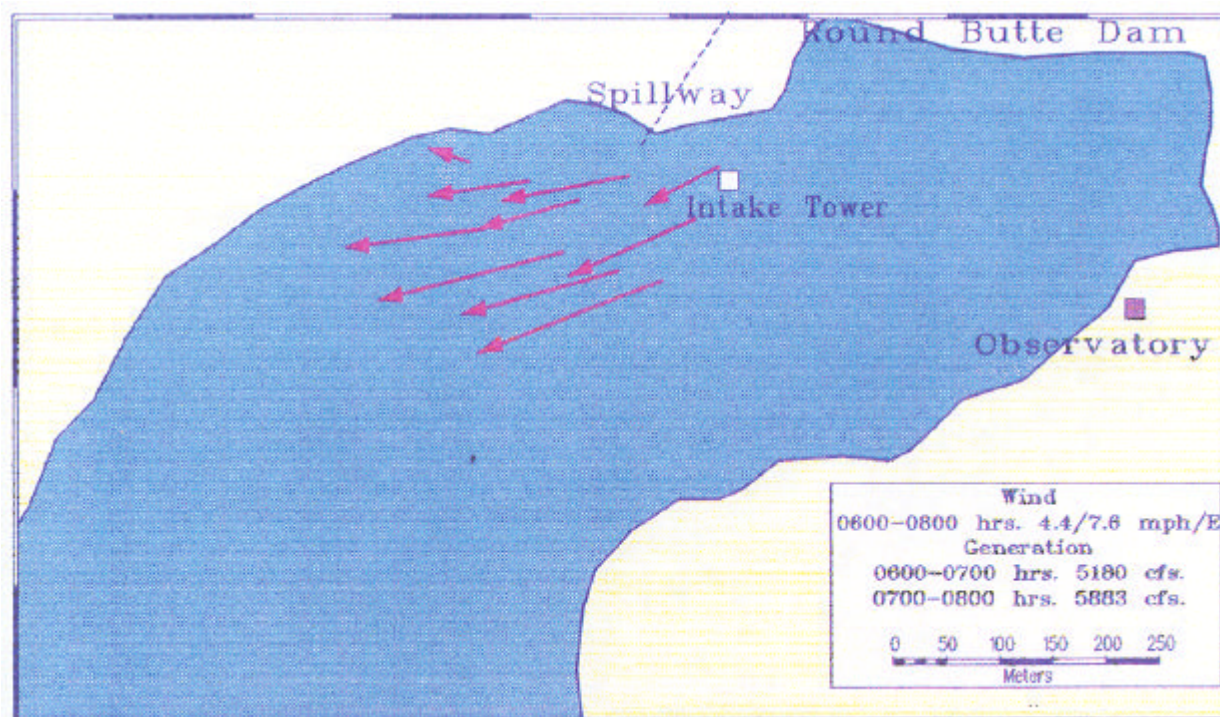 Round Butte Dam
Spillway
Intake Tower
Observatory
Wind
0600-0800 hrs. 4.4/7.6 mph/E
Generation
0600-0700 hrs. 5180 cfs.
0700-0800 hrs. 5883 cfs.
0 50 100 150 200 250
Meters